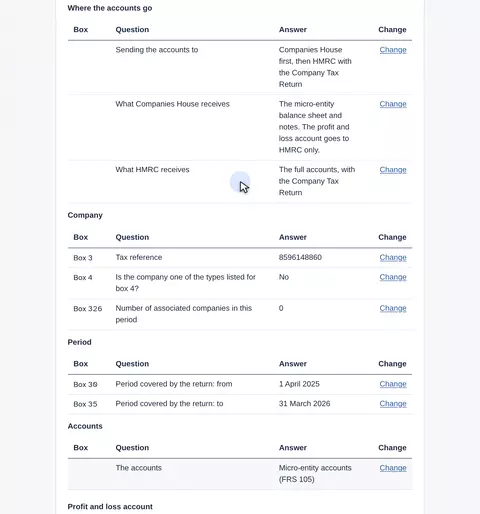 Where the accounts go
Box Question Answer Change
Sending the accounts to Companies House Change
first, then HMRC with
the Company Tax
Return
What Companies House receives The micro-entity Change
balance sheet and
notes. The profit and
loss account goes to
HMRC only.
What HMRC receives The full accounts, with Change
the Company Tax
Return
Company
Box Question Answer Change
Box 3 Tax reference 8596148860 Change
Box 4 Is the company one of the types listed for No Change
box 4?
Box 326 Number of associated companies in this 0 Change
period
Period
Box Question Answer Change
Box 30 Period covered by the return: from 1 April 2025 Change
Box 35 Period covered by the return: to 31 March 2026 Change
Accounts
Box Question Answer Change
The accounts Micro-entity accounts Change
(FRS 105)
Profit and loss account